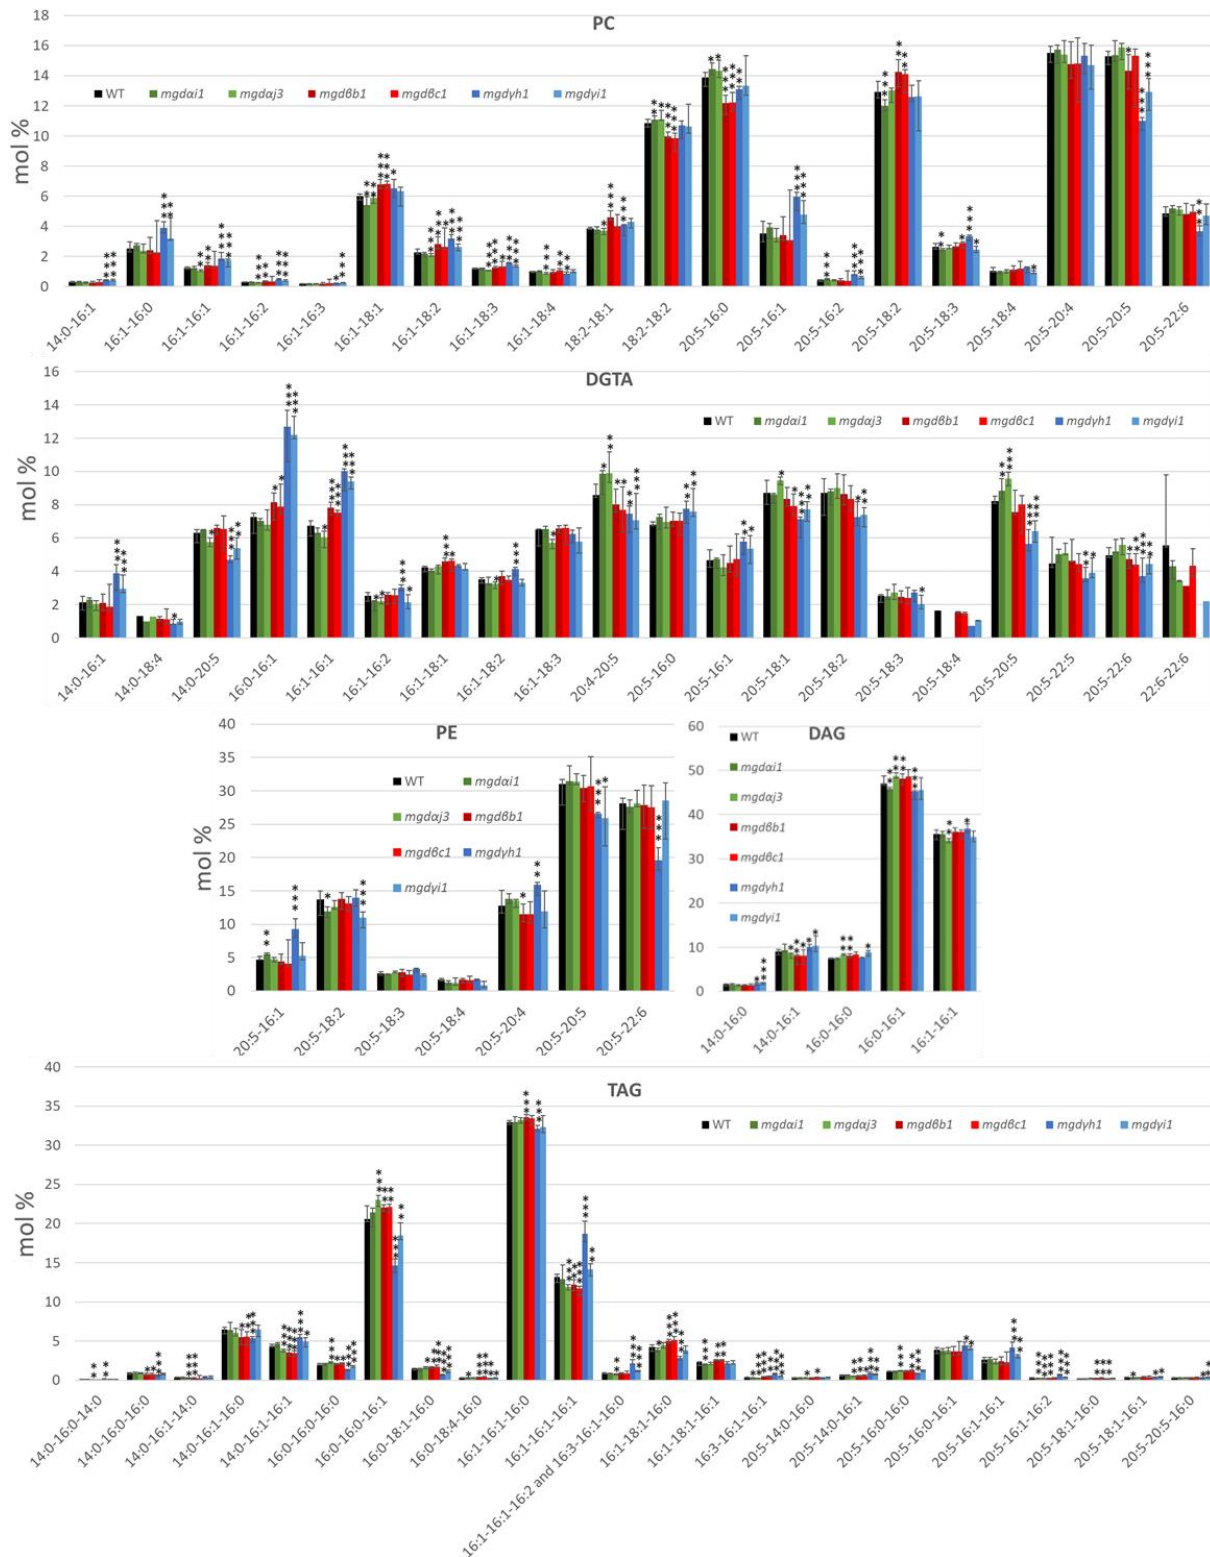 PC
18
16
14
12
10
8
6
4
2
0
mol %
WT mgdαi1 mgdαj3 mgdβb1 mgdβc1 mgdγh1 mgdγi1
14:0-16:1 16:1-16:0 16:1-16:1 16:1-16:2 16:1-16:3 16:1-18:1 16:1-18:2 16:1-18:3 16:1-18:4 18:2-18:1 18:2-18:2 20:5-16:0 20:5-16:1 20:5-16:2 20:5-18:2 20:5-18:3 20:5-18:4 20:5-20:4 20:5-20:5 20:5-22:6
DGTA
16
14
12
10
8
6
4
2
0
mol %
WT mgdαi1 mgdαj3 mgdβb1 mgdβc1 mgdγh1 mgdγi1
14:0-16:1 14:0-18:4 14:0-20:5 16:0-16:1 16:1-16:1 16:1-16:2 16:1-18:1 16:1-18:2 16:1-18:3 20:4-20:5 20:5-16:0 20:5-16:1 20:5-18:1 20:5-18:2 20:5-18:3 20:5-18:4 20:5-20:5 20:5-22:5 20:5-22:6 22:6-22:6
PE
40
35
30
25
20
15
10
5
0
mol %
WT mgdαi1
mgdαj3 mgdβb1
mgdβc1 mgdγh1
mgdγi1
20:5-16:1 20:5-18:2 20:5-18:3 20:5-18:4 20:5-20:4 20:5-20:5 20:5-22:6
DAG
60
50
40
30
20
10
0
WT
mgdαi1
mgdαj3
mgdβb1
mgdβc1
mgdγh1
mgdγi1
14:0-16:0 14:0-16:1 16:0-16:0 16:0-16:1 16:1-16:1
TAG
40
35
30
25
20
15
10
5
0
mol %
WT mgdαi1 mgdαj3 mgdβb1 mgdβc1 mgdγh1 mgdγi1
14:0-16:0-14:0 14:0-16:0-16:0 14:0-16:1-14:0 14:0-16:1-16:0 14:0-16:1-16:1 16:0-16:0-16:0 16:0-16:0-16:1 16:0-18:1-16:0 16:0-18:4-16:0 16:1-16:1-16:0 16:1-16:1-16:1 16:1-16:1-16:2 and 16:3-16:1-16:0 16:1-18:1-16:0 16:1-18:1-16:1 16:3-16:1-16:1 20:5-14:0-16:0 20:5-14:0-16:1 20:5-16:0-16:0 20:5-16:0-16:1 20:5-16:1-16:1 20:5-16:1-16:2 20:5-18:1-16:0 20:5-18:1-16:1 20:5-20:5-16:0